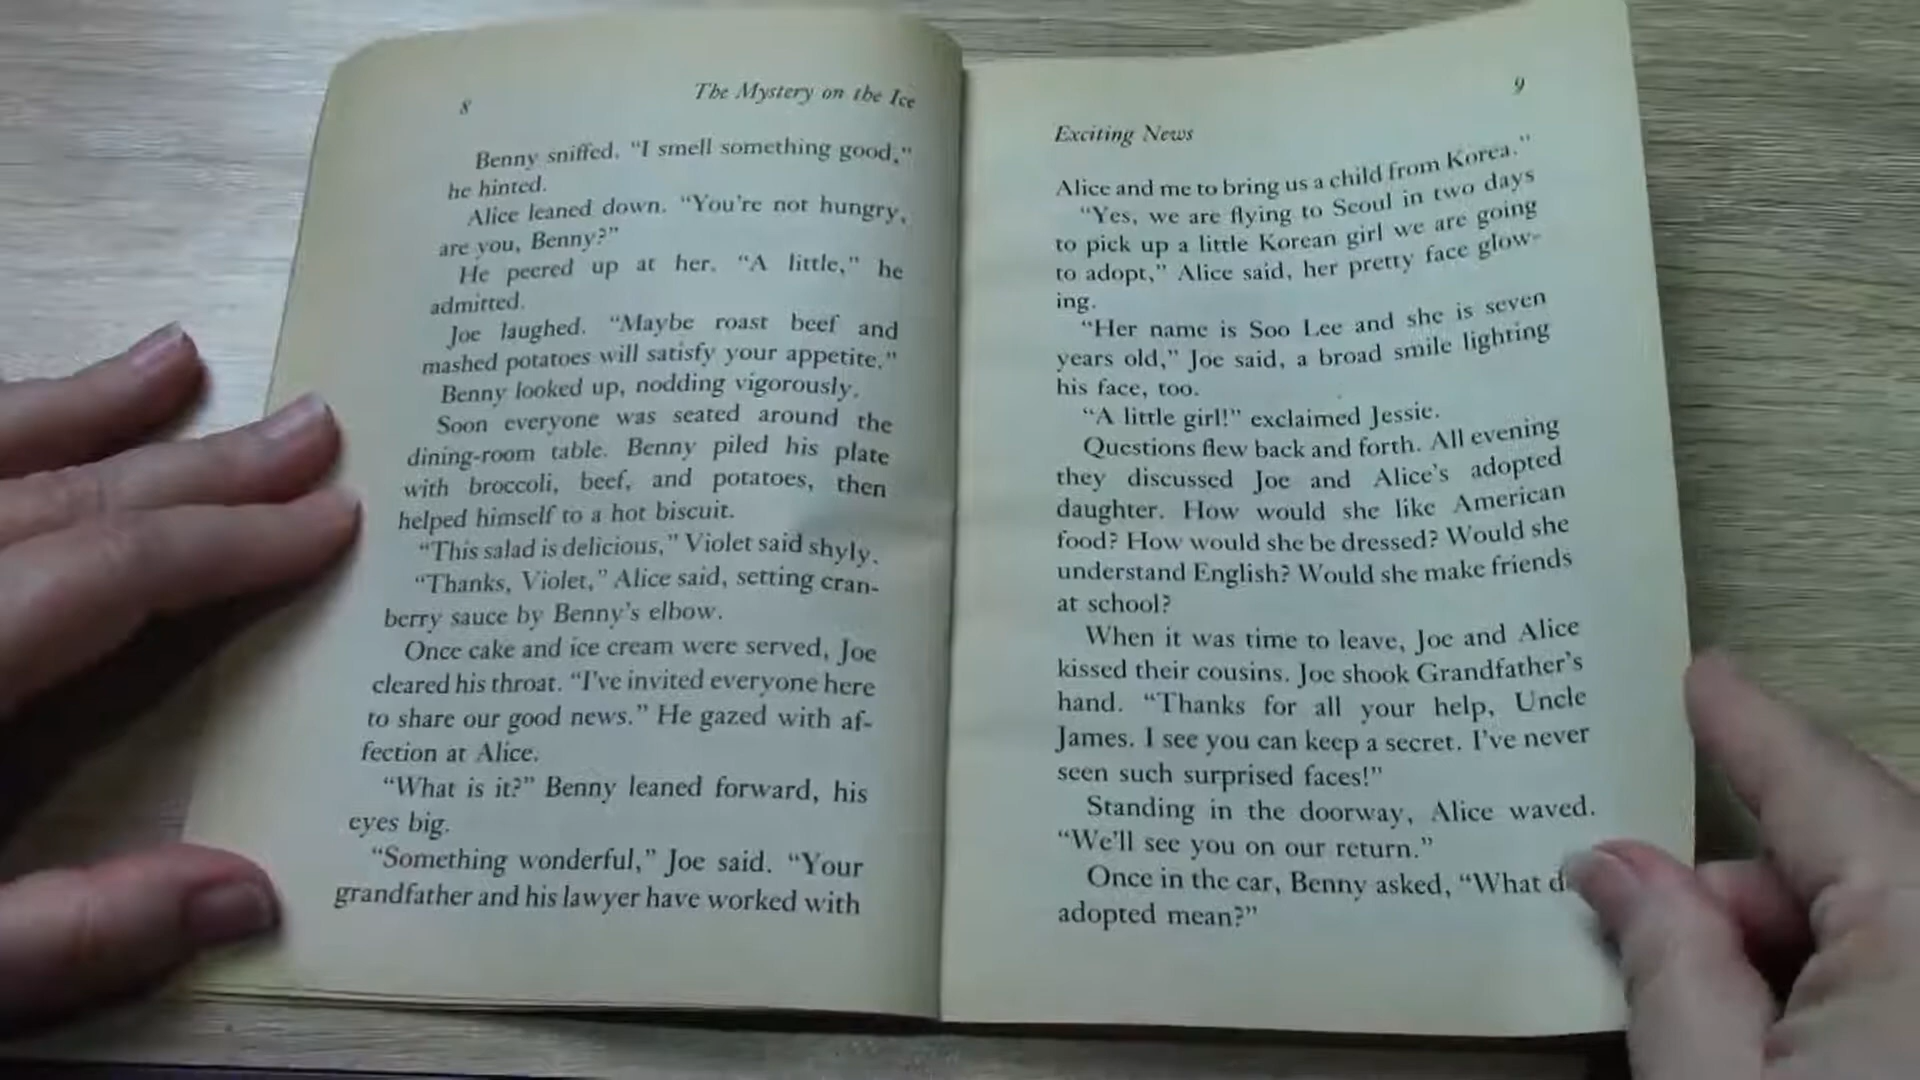 8
The Mystery on the Ice
Benny sniffed. “I smell something good,”
he hinted.
Alice leaned down. “You're not hungry,
are you, Benny?”
He peered up at her. “A little,” he
admitted.
Joe laughed. “Maybe roast beef and
mashed potatoes will satisfy your appetite.”
Benny looked up, nodding vigorously.
Soon everyone was seated around the
dining-room table. Benny piled his plate
with broccoli, beef, and potatoes, then
helped himself to a hot biscuit.
“This salad is delicious,” Violet said shyly.
“Thanks, Violet,” Alice said, setting cran-
berry sauce by Benny's elbow.
Once cake and ice cream were served, Joe
cleared his throat. “I've invited everyone here
to share our good news.” He gazed with af-
fection at Alice.
“What is it?” Benny leaned forward, his
eyes big.
“Something wonderful,” Joe said. “Your
grandfather and his lawyer have worked with
9
Exciting News
Alice and me to bring us a child from Korea.”
“Yes, we are flying to Seoul in two days
to pick up a little Korean girl we are going
to adopt,” Alice said, her pretty face glow-
ing.
“Her name is Soo Lee and she is seven
years old,” Joe said, a broad smile lighting
his face, too.
“A little girl!” exclaimed Jessie.
Questions flew back and forth. All evening
they discussed Joe and Alice's adopted
daughter. How would she like American
food? How would she be dressed? Would she
understand English? Would she make friends
at school?
When it was time to leave, Joe and Alice
kissed their cousins. Joe shook Grandfather's
hand. “Thanks for all your help, Uncle
James. I see you can keep a secret. I've never
seen such surprised faces!”
Standing in the doorway, Alice waved.
“We'll see you on our return.”
Once in the car, Benny asked, “What
adopted mean?”